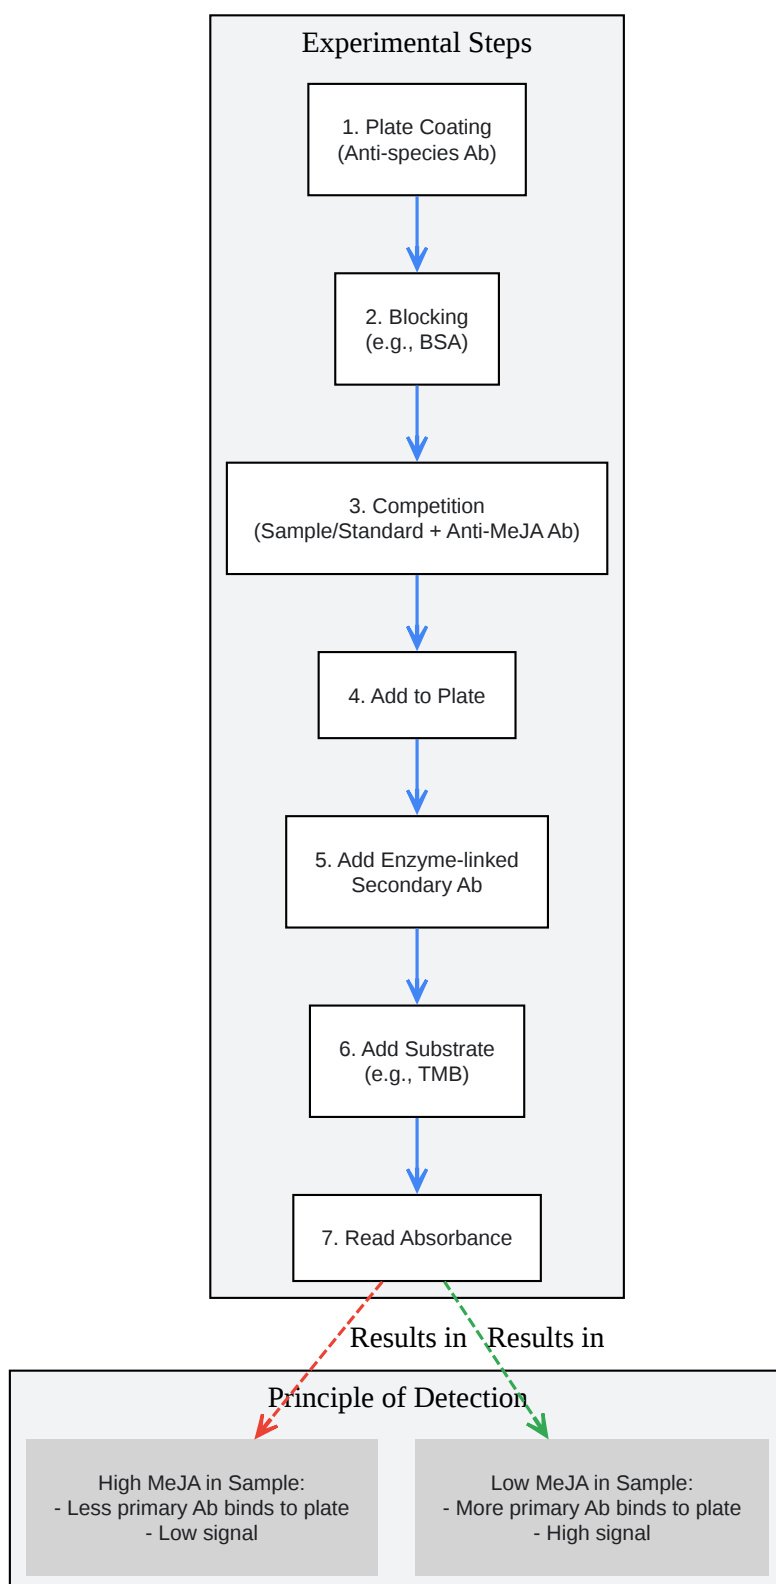 Experimental Steps
1. Plate Coating
(Anti-species Ab)
2. Blocking
(e.g., BSA)
3. Competition
(Sample/Standard + Anti-MeJA Ab)
4. Add to Plate
5. Add Enzyme-linked
Secondary Ab
6. Add Substrate
(e.g., TMB)
7. Read Absorbance
Results in
Results in
Principle of Detection
High MeJA in Sample:
- Less primary Ab binds to plate
- Low signal
Low MeJA in Sample:
- More primary Ab binds to plate
- High signal